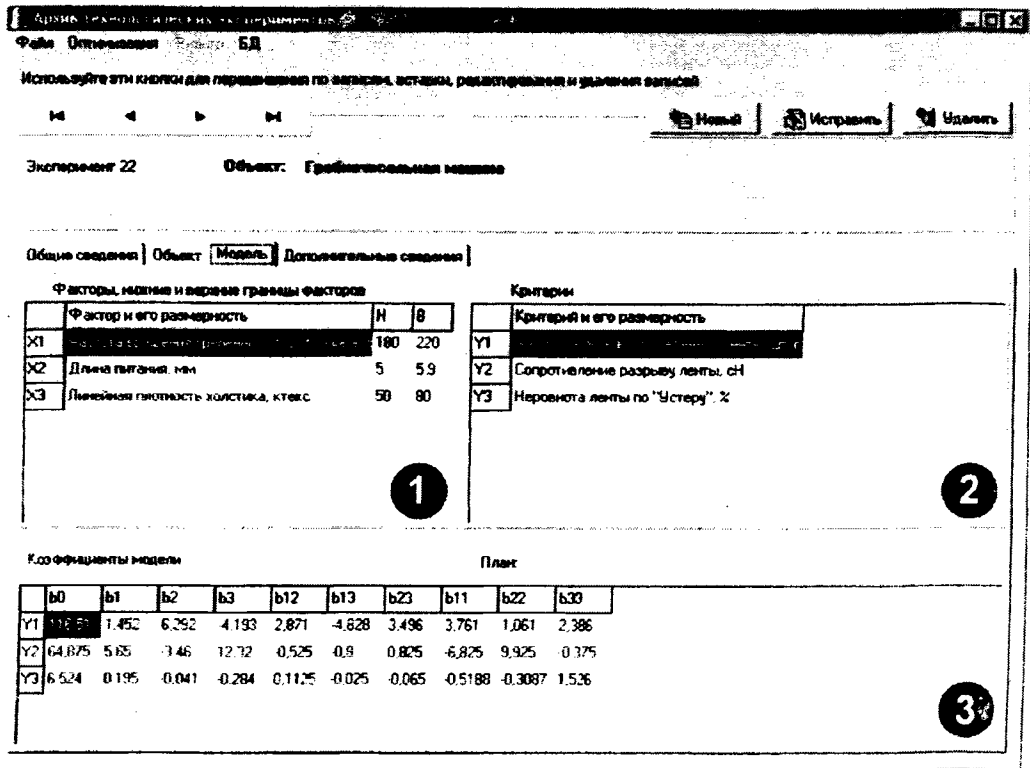 Архив технологических экспериментов
Файл Оптимизация БД
Используйте эти кнопки для передвижения по записям, вставки, редактирования и удаления записей
Новый Исправить Удалить
Эксперимент 22 Объект: Гребнечесальная машина
Общие сведения Объект Модель Дополнительные сведения
Факторы, нижние и верхние границы факторов Критерии
Фактор и его размерность Н В Критерий и его размерность
X1 180 220 Y1
X2 Длина питания, мм 5 5.9 Y2 Сопротивление разрыву ленты, сН
X3 Линейная плотность холстика, ктекс 50 80 Y3 Неровнота ленты по "Устеру", %
1 2
Коэффициенты модели План:
b0 b1 b2 b3 b12 b13 b23 b11 b22 b33
Y1 1,452 6,292 -4,193 2,871 -4,628 3,496 3,761 1,061 2,386
Y2 64,875 5,65 -3,46 12,32 -0,525 -0,9 0,825 -6,825 9,925 -0,375
Y3 6,524 0,195 -0,041 -0,284 0,1125 -0,025 -0,065 -0,5188 -0,3087 1,526
3